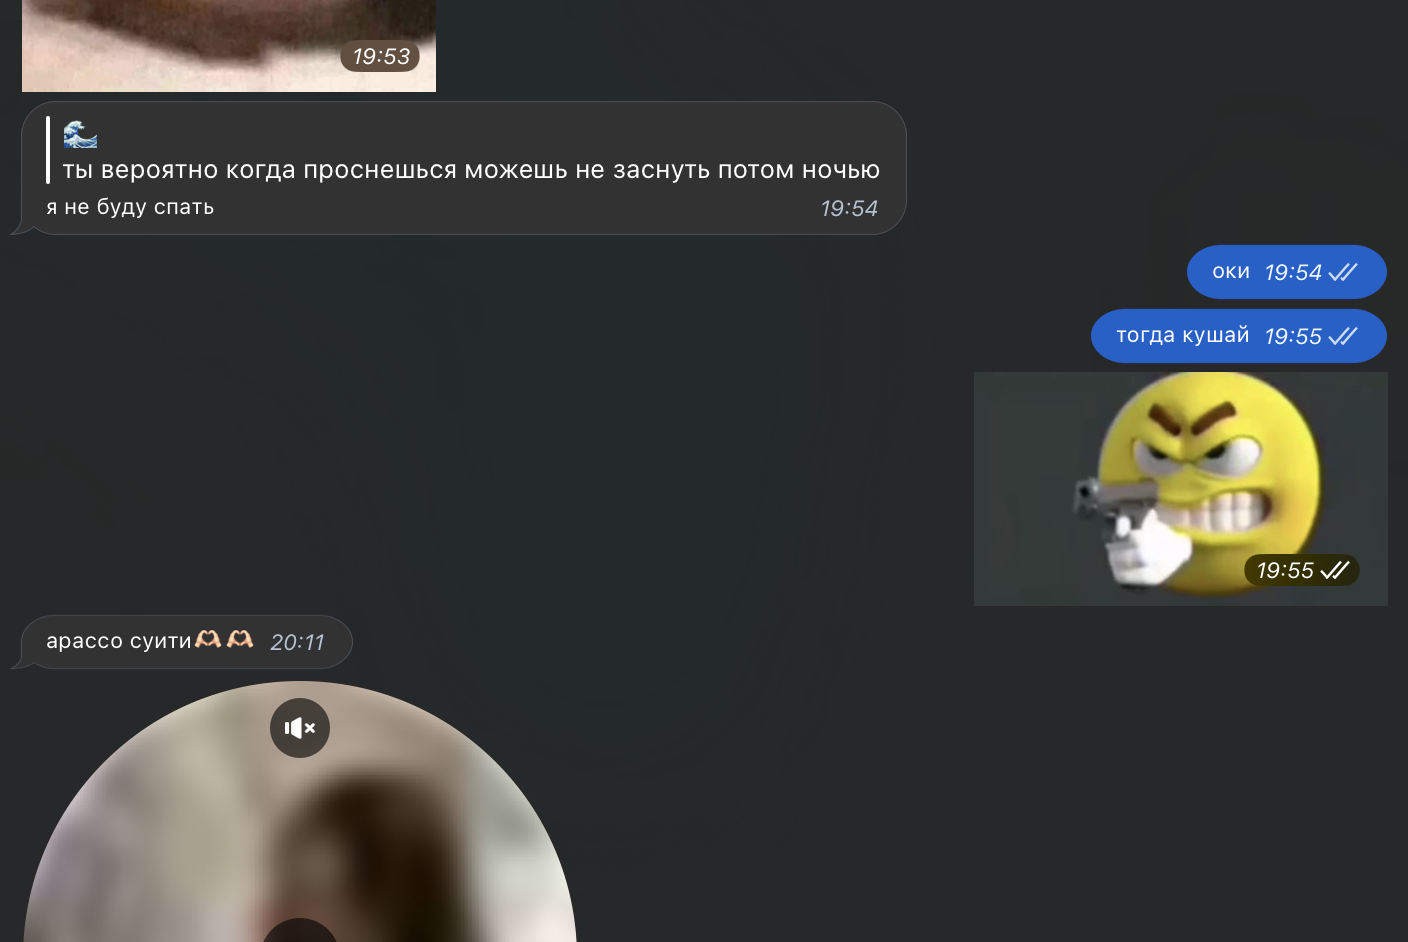 19:53
🌊
ты вероятно когда проснешься можешь не заснуть потом ночью
я не буду спать 19:54
оки 19:54
тогда кушай 19:55
19:55
арассо суити🫶🏻🫶🏻 20:11